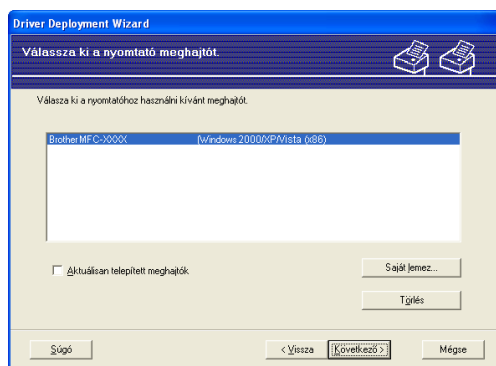 Driver Deployment Wizard
Válassza ki a nyomtató meghajtót.
Válasza ki a nyomtatóhoz használni kívánt meghajtót.
Brother MFC-XXXX (Windows 2000/XP/Vista (x86)
Aktuálisan telepített meghajtók
Saját lemez...
Törlés
Súgó
< Vissza
Következő >
Mégse